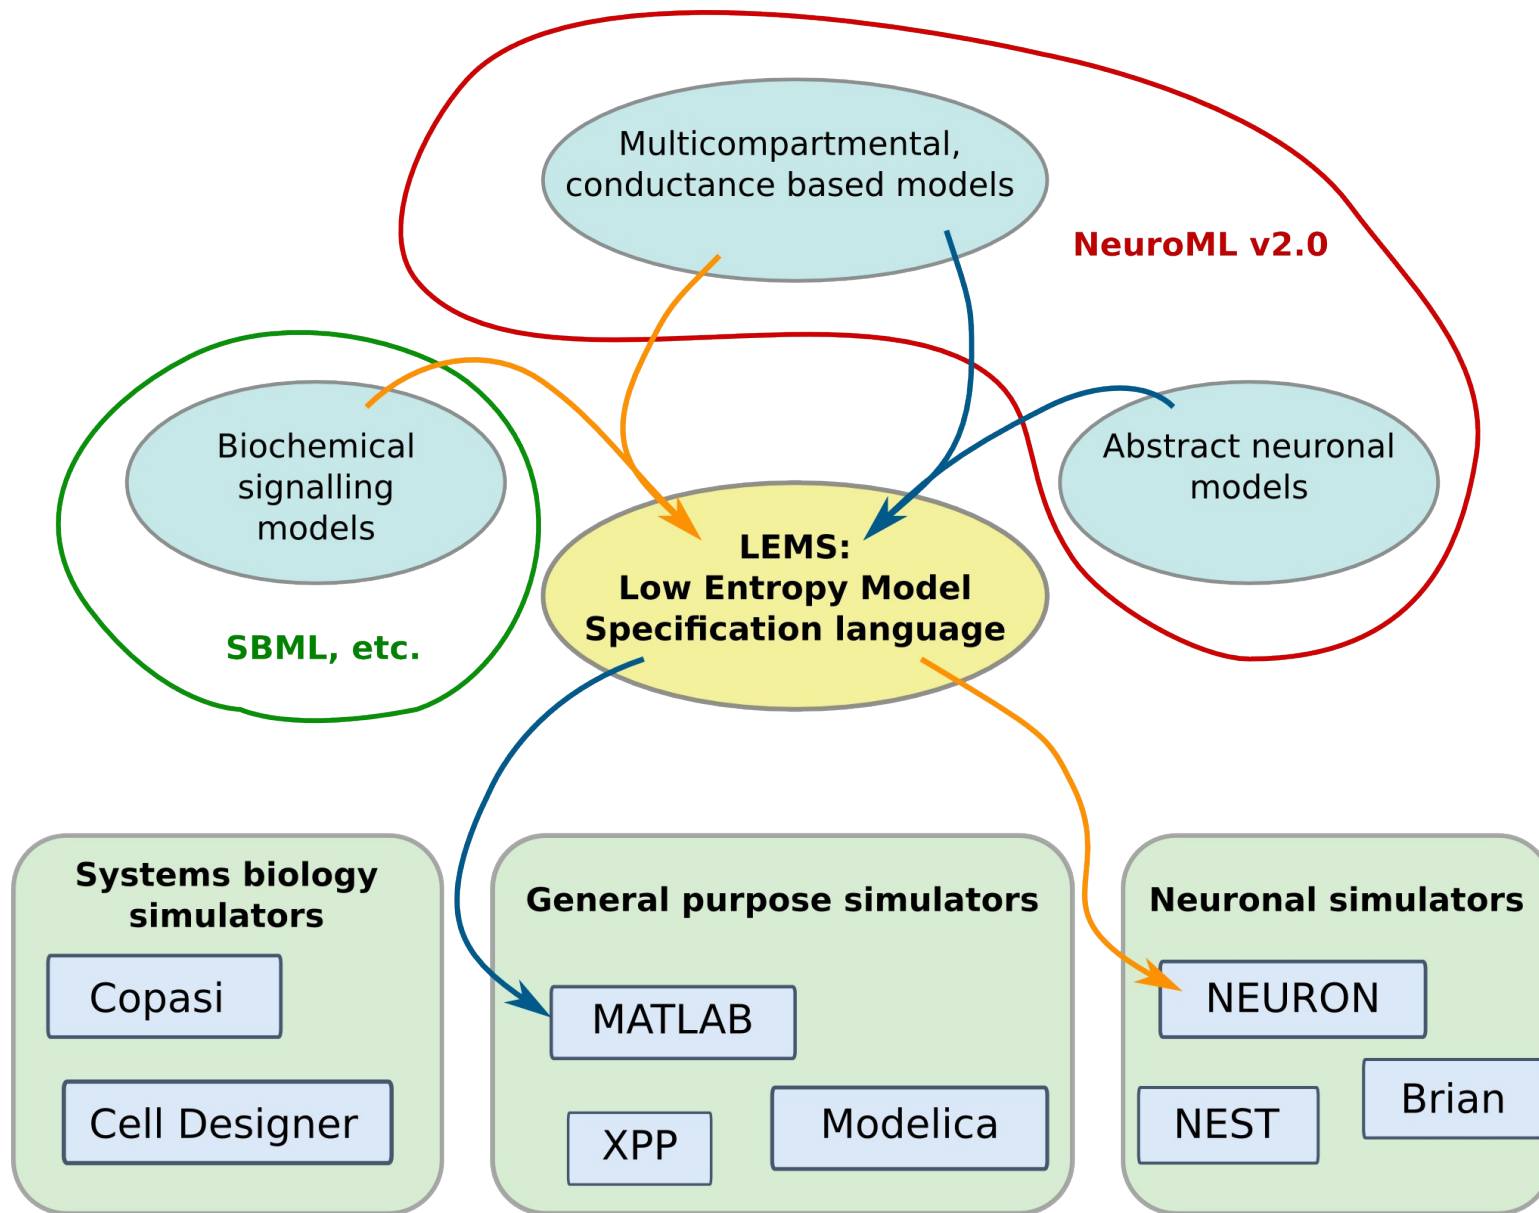 Multicompartmental,
conductance based models
NeuroML v2.0
Biochemical
signalling
models
Abstract neuronal
models
SBML, etc.
LEMS:
Low Entropy Model
Specification language
Systems biology
simulators
Copasi
Cell Designer
General purpose simulators
MATLAB
XPP
Modelica
Neuronal simulators
NEURON
NEST
Brian